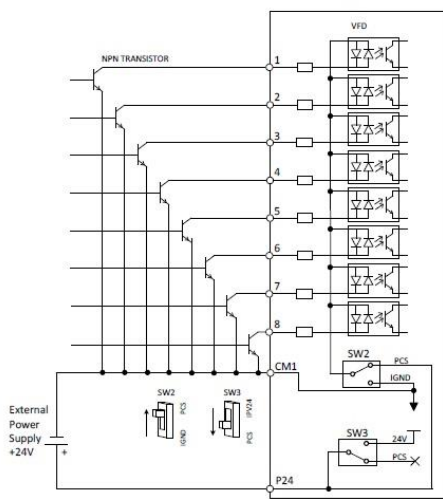 VFD
NPN TRANSISTOR
1
2
3
4
5
6
7
8
CM1
SW2
PCS
IGND
SW2
PCS
IGND
SW3
IPV24
PCS
External
Power
Supply
+24V
+
SW3
24V
PCS
P24